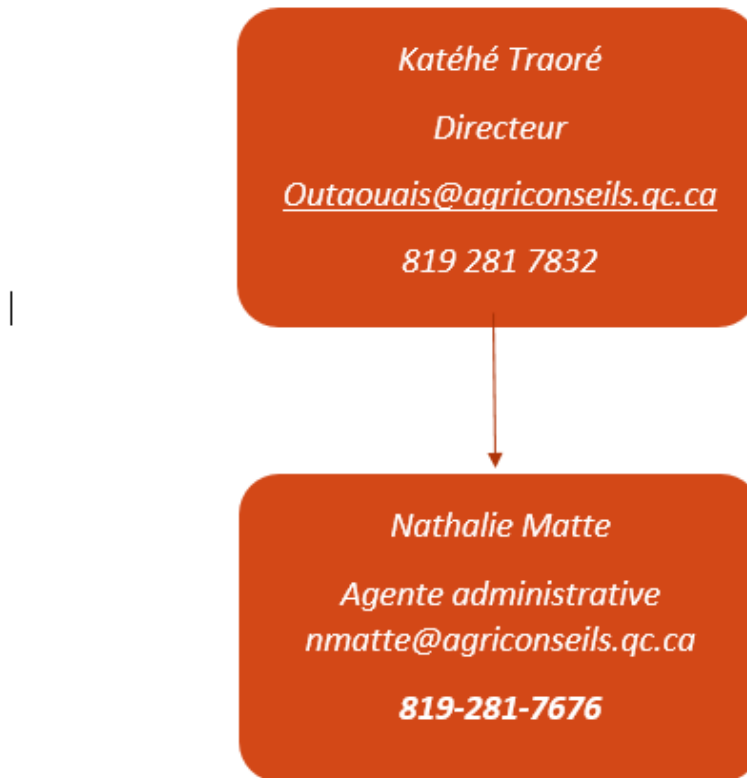 Katéhé Traoré
Directeur
Outaouais@agriconseils.qc.ca
819 281 7832
Nathalie Matte
Agente administrative
nmatte@agriconseils.qc.ca
819-281-7676